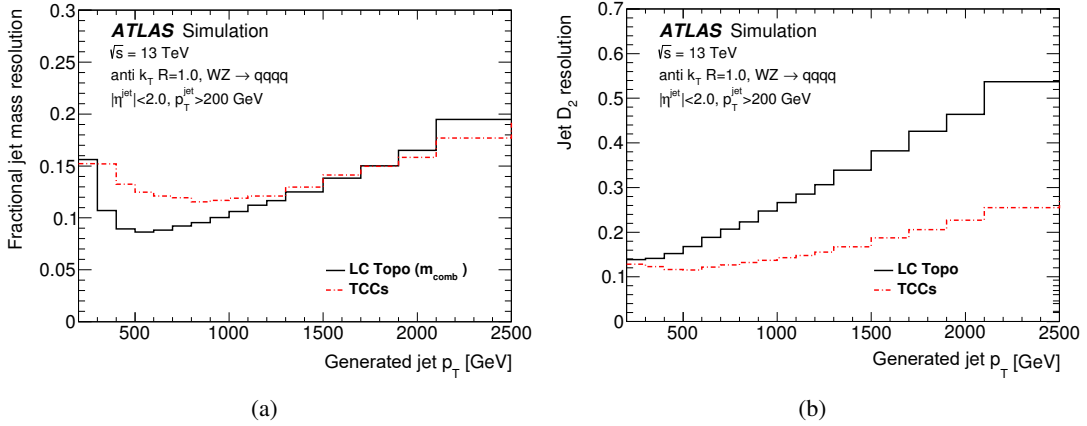 ATLAS Simulation
√s = 13 TeV
anti k_T R=1.0, WZ → qqqq
|η^jet|<2.0, p_T^jet >200 GeV
Fractional jet mass resolution
0.3
0.25
0.2
0.15
0.1
0.05
0
LC Topo (m_comb )
TCCs
500 1000 1500 2000 2500
Generated jet p_T [GeV]
(a)
ATLAS Simulation
√s = 13 TeV
anti k_T R=1.0, WZ → qqqq
|η^jet|<2.0, p_T^jet >200 GeV
Jet D_2 resolution
0.7
0.6
0.5
0.4
0.3
0.2
0.1
0
LC Topo
TCCs
500 1000 1500 2000 2500
Generated jet p_T [GeV]
(b)